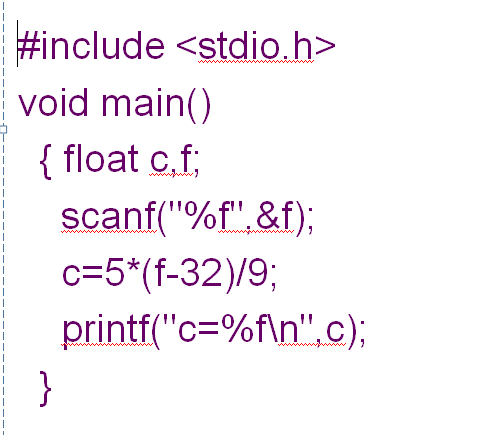 #include <stdio.h>
void main()
{ float c,f;
scanf("%f",&f);
c=5*(f-32)/9;
printf("c=%f\n",c);
}